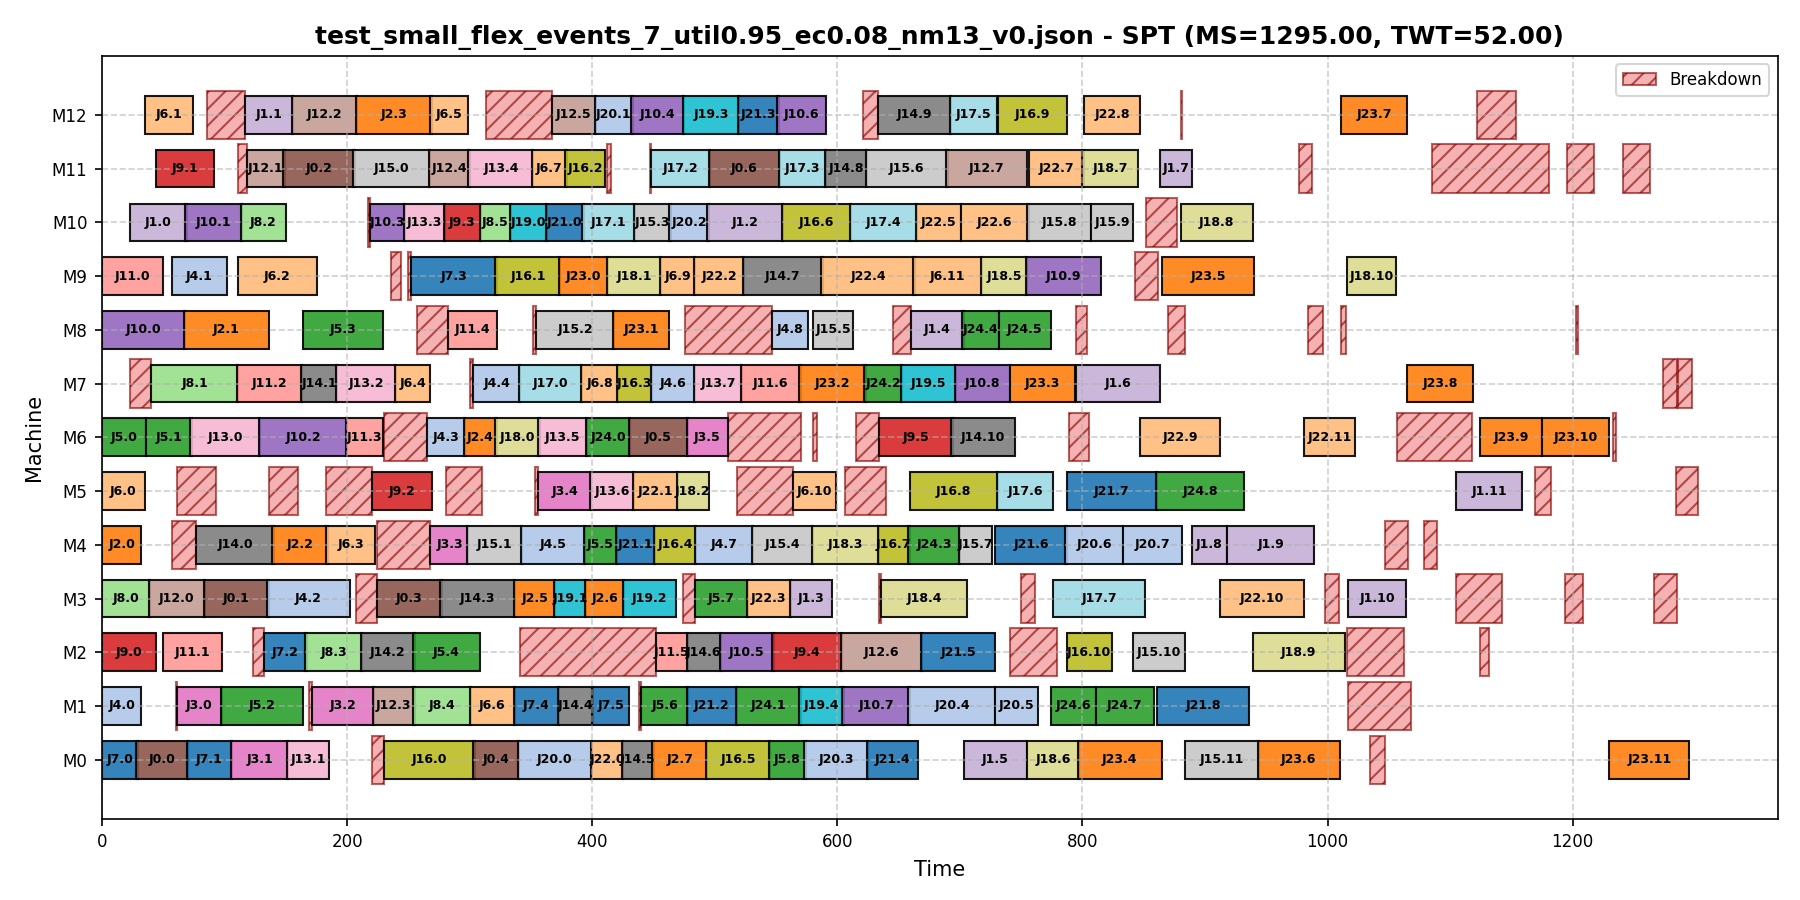 test_small_flex_events_7_util0.95_ec0.08_nm13_v0.json - SPT (MS=1295.00, TWT=52.00)
Breakdown
Machine
M12 J6.1 J1.1 J12.2 J2.3 J6.5 J12.5 J20.1 J10.4 J19.3 J21.3 J10.6 J14.9 J17.5 J16.9 J22.8 J23.7
M11 J9.1 J12.1 J0.2 J15.0 J12.4 J13.4 J6.7 J16.2 J17.2 J0.6 J17.3 J14.8 J15.6 J12.7 J22.7 J18.7 J1.7
M10 J1.0 J10.1 J8.2 J10.3 J13.3 J9.3 J8.5 J19.0 J21.0 J17.1 J15.3 J20.2 J1.2 J16.6 J17.4 J22.5 J22.6 J15.8 J15.9 J18.8
M9 J11.0 J4.1 J6.2 J7.3 J16.1 J23.0 J18.1 J6.9 J22.2 J14.7 J22.4 J6.11 J18.5 J10.9 J23.5 J18.10
M8 J10.0 J2.1 J5.3 J11.4 J15.2 J23.1 J4.8 J15.5 J1.4 J24.4 J24.5
M7 J8.1 J11.2 J14.1 J13.2 J6.4 J4.4 J17.0 J6.8 J16.3 J4.6 J13.7 J11.6 J23.2 J24.2 J19.5 J10.8 J23.3 J1.6 J23.8
M6 J5.0 J5.1 J13.0 J10.2 J11.3 J4.3 J2.4 J18.0 J13.5 J24.0 J0.5 J3.5 J9.5 J14.10 J22.9 J22.11 J23.9 J23.10
M5 J6.0 J9.2 J3.4 J13.6 J22.1 J18.2 J6.10 J16.8 J17.6 J21.7 J24.8 J1.11
M4 J2.0 J14.0 J2.2 J6.3 J3.3 J15.1 J4.5 J5.5 J21.1 J16.4 J4.7 J15.4 J18.3 J16.7 J24.3 J15.7 J21.6 J20.6 J20.7 J1.8 J1.9
M3 J8.0 J12.0 J0.1 J4.2 J0.3 J14.3 J2.5 J19.1 J2.6 J19.2 J5.7 J22.3 J1.3 J18.4 J17.7 J22.10 J1.10
M2 J9.0 J11.1 J7.2 J8.3 J14.2 J5.4 J11.5 J14.6 J10.5 J9.4 J12.6 J21.5 J16.10 J15.10 J18.9
M1 J4.0 J3.0 J5.2 J3.2 J12.3 J8.4 J6.6 J7.4 J14.4 J7.5 J5.6 J21.2 J24.1 J19.4 J10.7 J20.4 J20.5 J24.6 J24.7 J21.8
M0 J7.0 J0.0 J7.1 J3.1 J13.1 J16.0 J0.4 J20.0 J22.0 J14.5 J2.7 J16.5 J5.8 J20.3 J21.4 J1.5 J18.6 J23.4 J15.11 J23.6 J23.11
0 200 400 600 800 1000 1200
Time